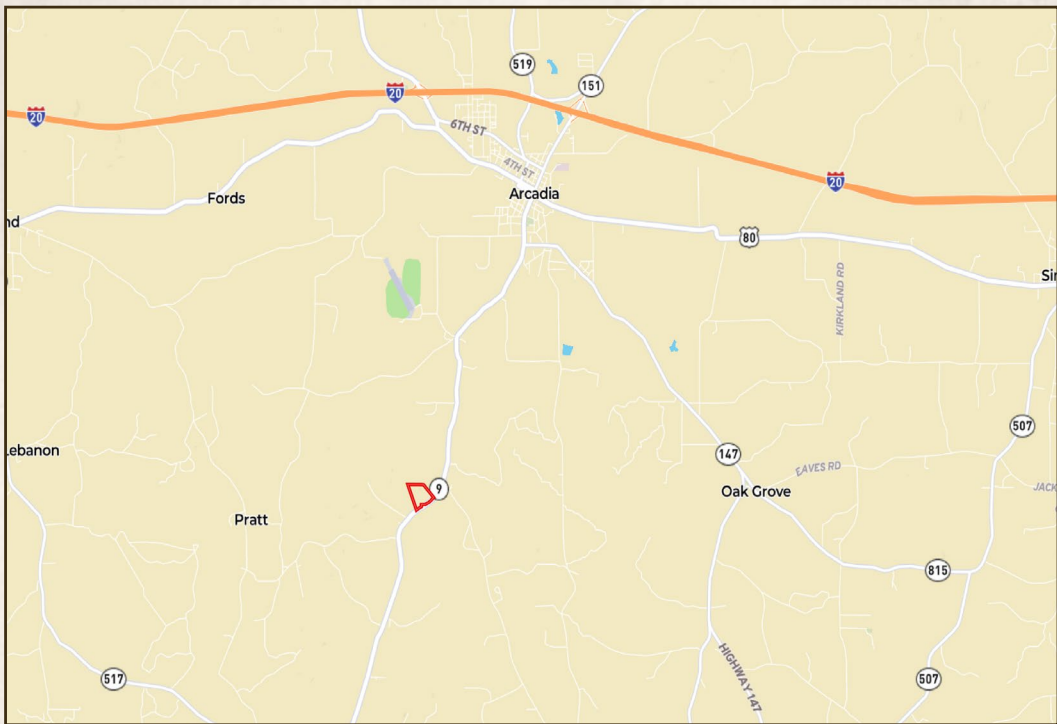 519
151
20
20
6TH ST
4TH ST
20
Fords
Arcadia
nd
80
Sin
KIRKLAND RD
507
Lebanon
147
EAVES RD
9
Oak Grove
JACK
Pratt
815
HIGHWAY 147
517
507